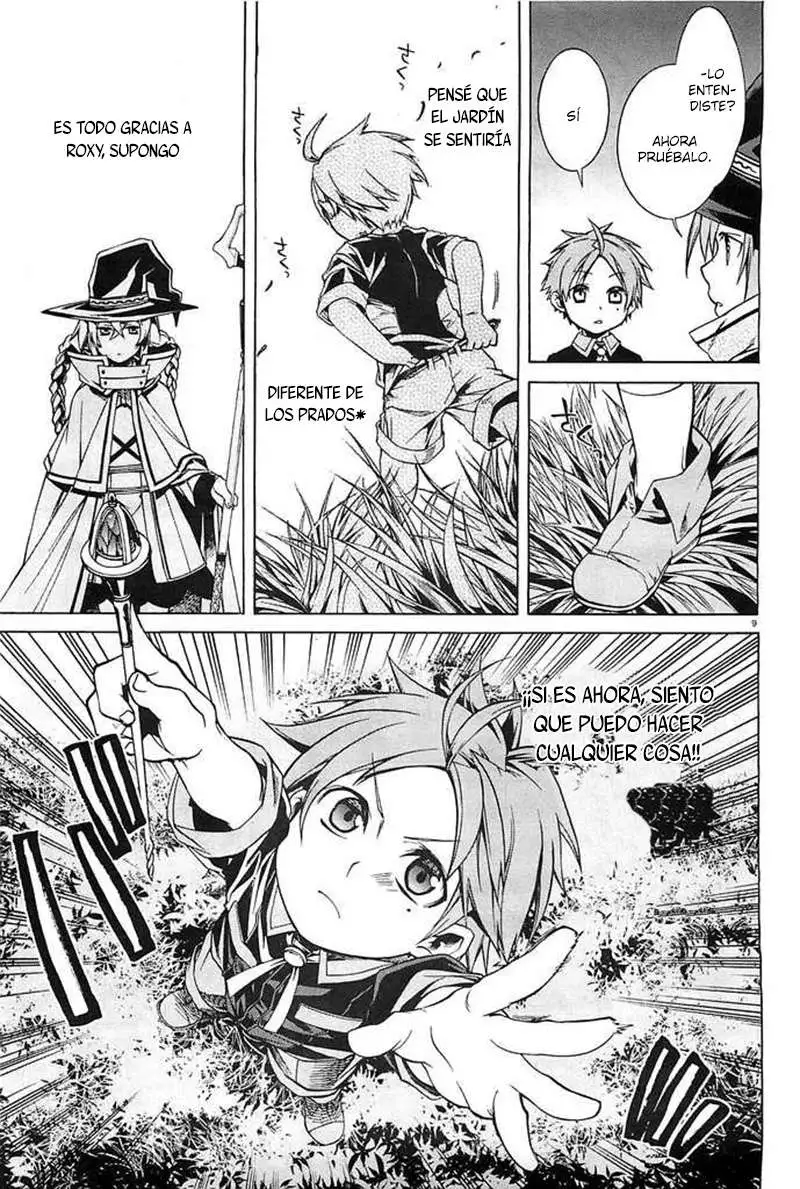 -LO
ENTEN-
DISTE?
AHORA
PRUÉBALO.
SÍ
PENSÉ QUE
EL JARDÍN
SE SENTIRÍA
DIFERENTE DE
LOS PRADOS*
ES TODO GRACIAS A
ROXY, SUPONGO
9
¡¡SI ES AHORA, SIENTO
QUE PUEDO HACER
CUALQUIER COSA!!